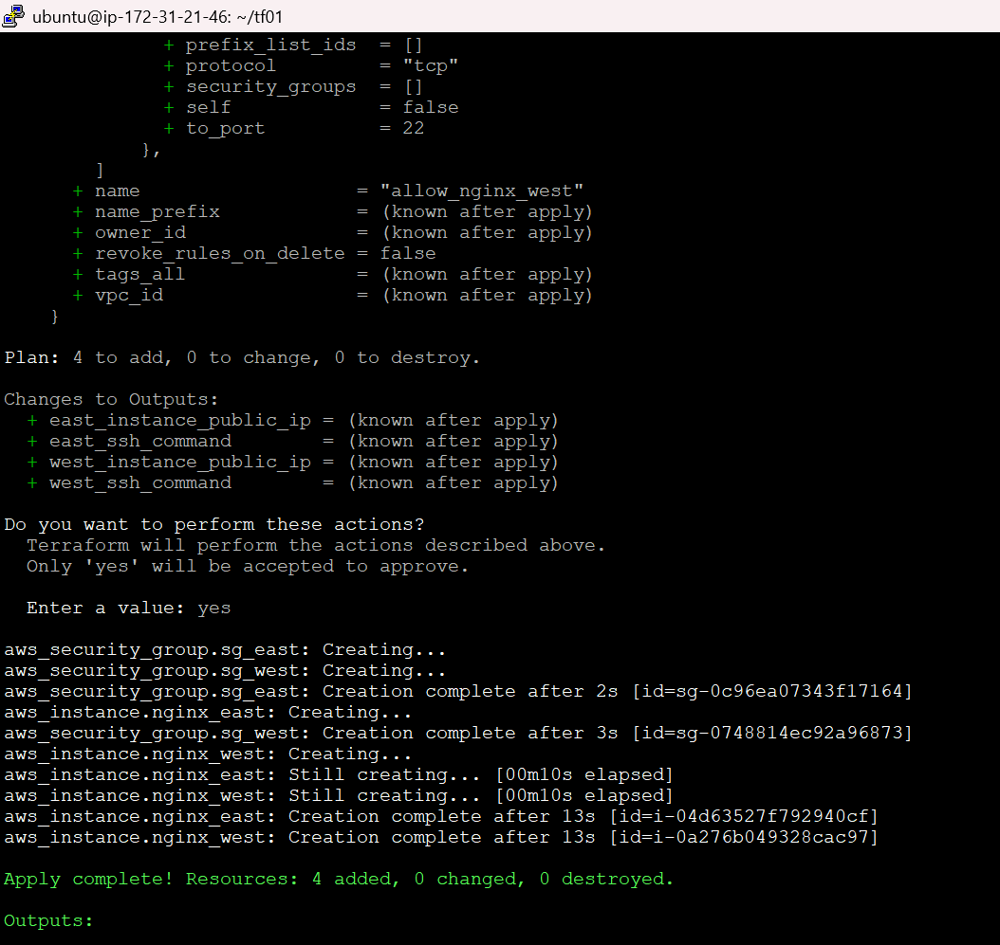 ubuntu@ip-172-31-21-46: ~/tf01
+ prefix_list_ids  = []
+ protocol         = "tcp"
+ security_groups  = []
+ self             = false
+ to_port          = 22
},
]
+ name                   = "allow_nginx_west"
+ name_prefix            = (known after apply)
+ owner_id               = (known after apply)
+ revoke_rules_on_delete = false
+ tags_all               = (known after apply)
+ vpc_id                 = (known after apply)
}
Plan: 4 to add, 0 to change, 0 to destroy.
Changes to Outputs:
+ east_instance_public_ip = (known after apply)
+ east_ssh_command        = (known after apply)
+ west_instance_public_ip = (known after apply)
+ west_ssh_command        = (known after apply)
Do you want to perform these actions?
Terraform will perform the actions described above.
Only 'yes' will be accepted to approve.
Enter a value: yes
aws_security_group.sg_east: Creating...
aws_security_group.sg_west: Creating...
aws_security_group.sg_east: Creation complete after 2s [id=sg-0c96ea07343f17164]
aws_instance.nginx_east: Creating...
aws_security_group.sg_west: Creation complete after 3s [id=sg-0748814ec92a96873]
aws_instance.nginx_west: Creating...
aws_instance.nginx_east: Still creating... [00m10s elapsed]
aws_instance.nginx_west: Still creating... [00m10s elapsed]
aws_instance.nginx_east: Creation complete after 13s [id=i-04d63527f792940cf]
aws_instance.nginx_west: Creation complete after 13s [id=i-0a276b049328cac97]
Apply complete! Resources: 4 added, 0 changed, 0 destroyed.
Outputs: